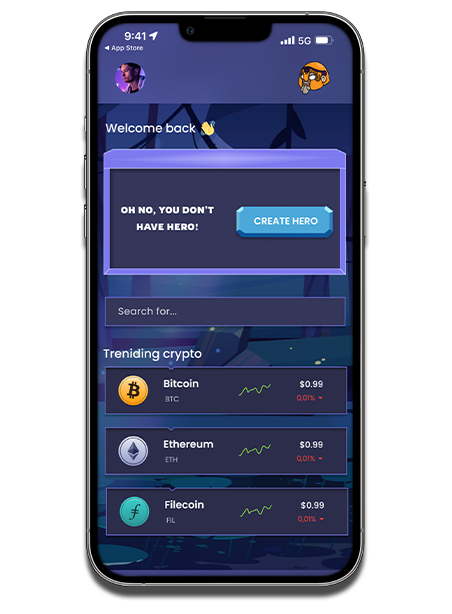 9:41
5G
◂ App Store
Welcome back 👋
OH NO, YOU DON'T
HAVE HERO!
CREATE HERO
Search for...
Treniding crypto
Bitcoin
$0.99
BTC
0,01%
Ethereum
$0.99
ETH
0,01%
Filecoin
$0.99
FIL
0,01%